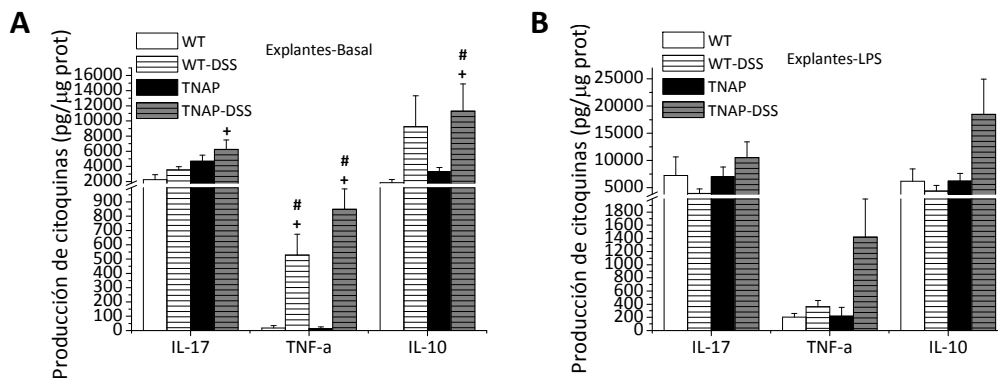 A
Explantes-Basal
WT
WT-DSS
TNAP
TNAP-DSS
Producción de citoquinas (pg/μg prot)
16000
14000
12000
10000
8000
6000
4000
2000
900
800
700
600
500
400
300
200
100
0
+
#
+
#
+
#
+
IL-17
TNF-a
IL-10
B
Explantes-LPS
WT
WT-DSS
TNAP
TNAP-DSS
Producción de citoquinas (pg/μg prot)
25000
20000
15000
10000
5000
1800
1600
1400
1200
1000
800
600
400
200
0
IL-17
TNF-a
IL-10